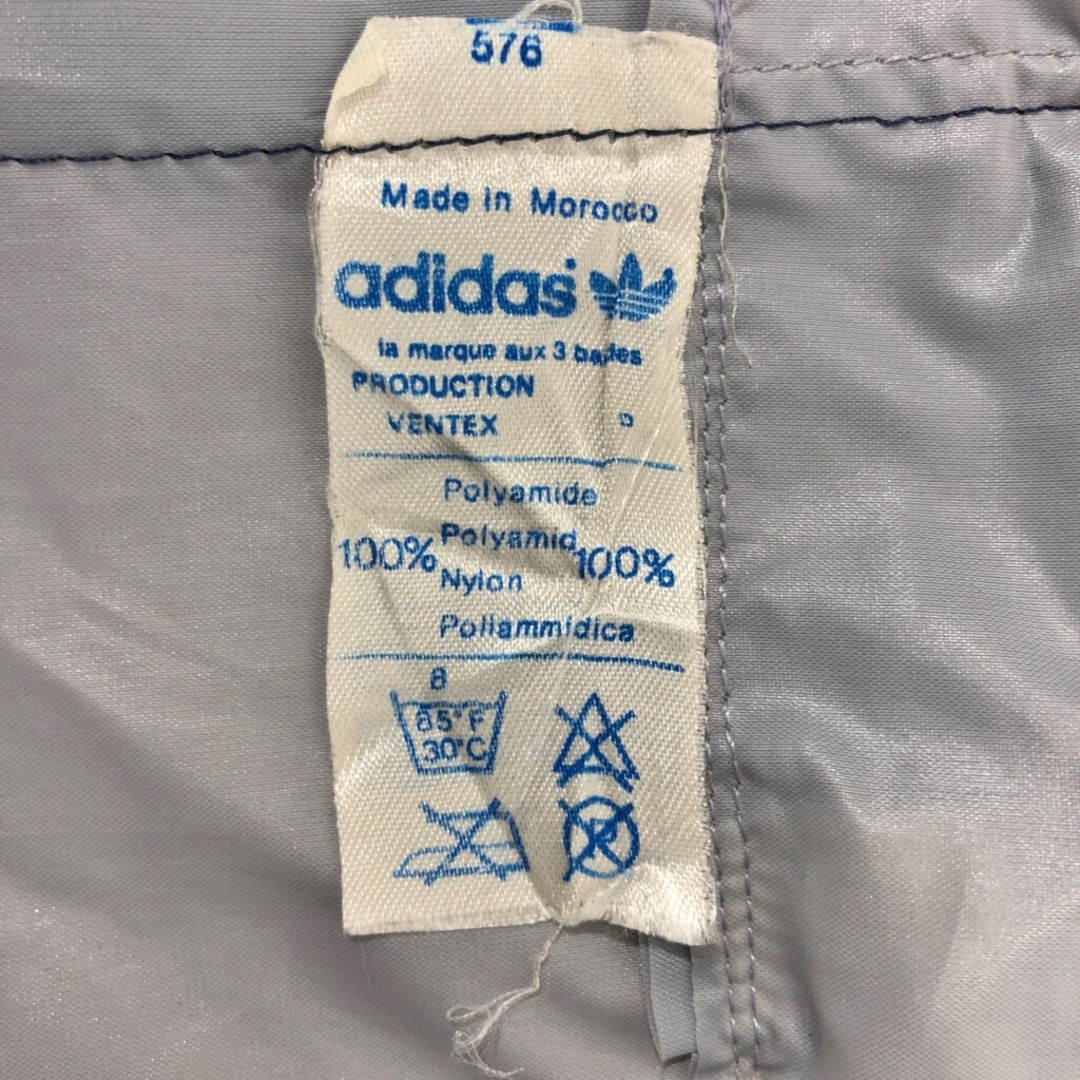 576
Made in Morocco
adidas
la marque aux 3 bandes
PRODUCTION
VENTEX D
Polyamide
100% Polyamid 100%
Nylon
Poliammidica
8
85°F
30°C
P